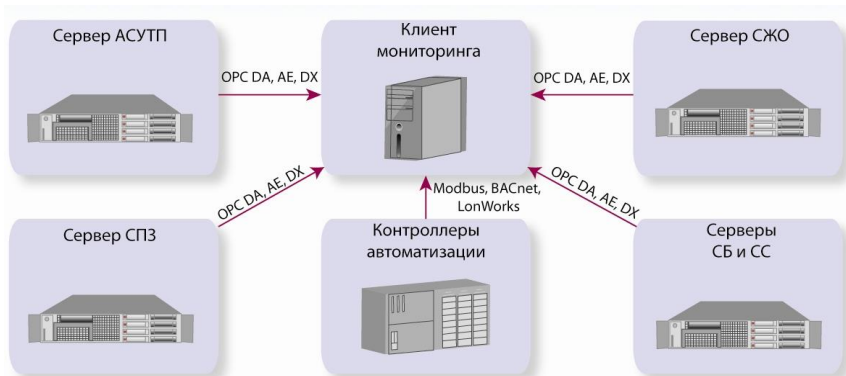 Сервер АСУТП
Клиент
мониторинга
Сервер СЖО
OPC DA, AE, DX
OPC DA, AE, DX
OPC DA, AE, DX
Modbus, BACnet,
LonWorks
OPC DA, AE, DX
Сервер СПЗ
Контроллеры
автоматизации
Серверы
СБ и СС